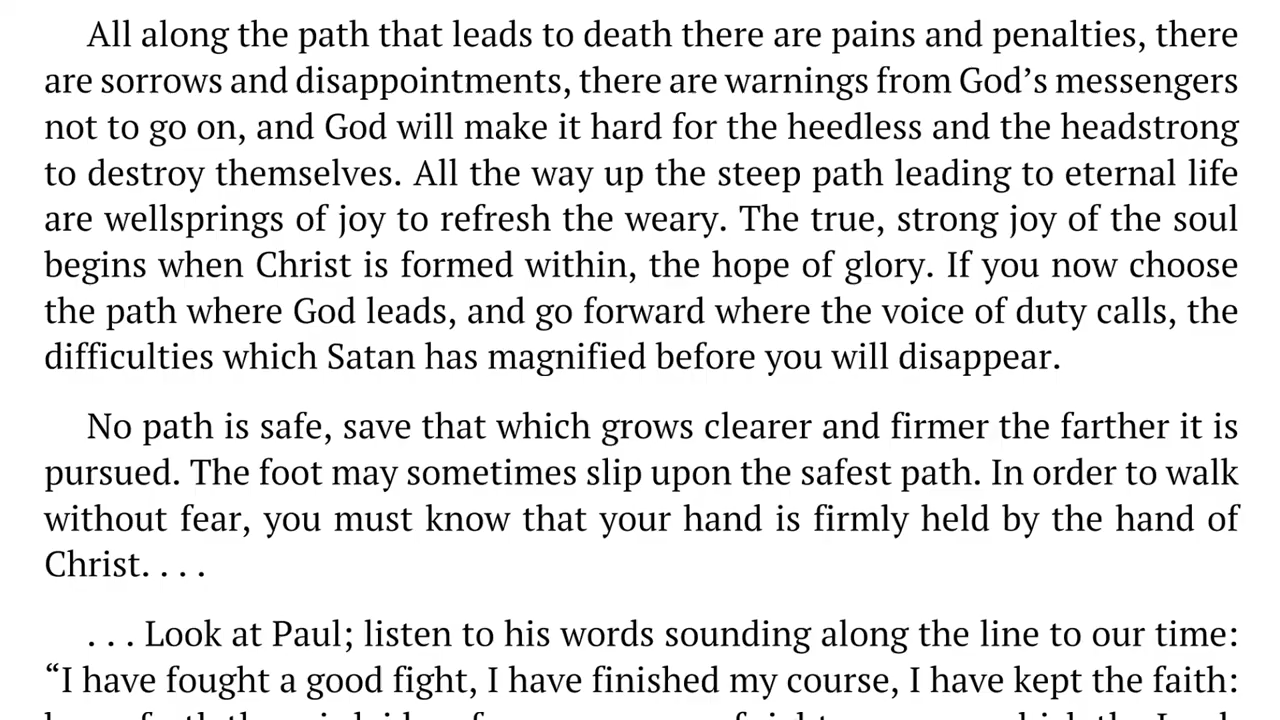 All along the path that leads to death there are pains and penalties, there
are sorrows and disappointments, there are warnings from God’s messengers
not to go on, and God will make it hard for the heedless and the headstrong
to destroy themselves. All the way up the steep path leading to eternal life
are wellsprings of joy to refresh the weary. The true, strong joy of the soul
begins when Christ is formed within, the hope of glory. If you now choose
the path where God leads, and go forward where the voice of duty calls, the
difficulties which Satan has magnified before you will disappear.
No path is safe, save that which grows clearer and firmer the farther it is
pursued. The foot may sometimes slip upon the safest path. In order to walk
without fear, you must know that your hand is firmly held by the hand of
Christ. . . .
. . . Look at Paul; listen to his words sounding along the line to our time:
“I have fought a good fight, I have finished my course, I have kept the faith: